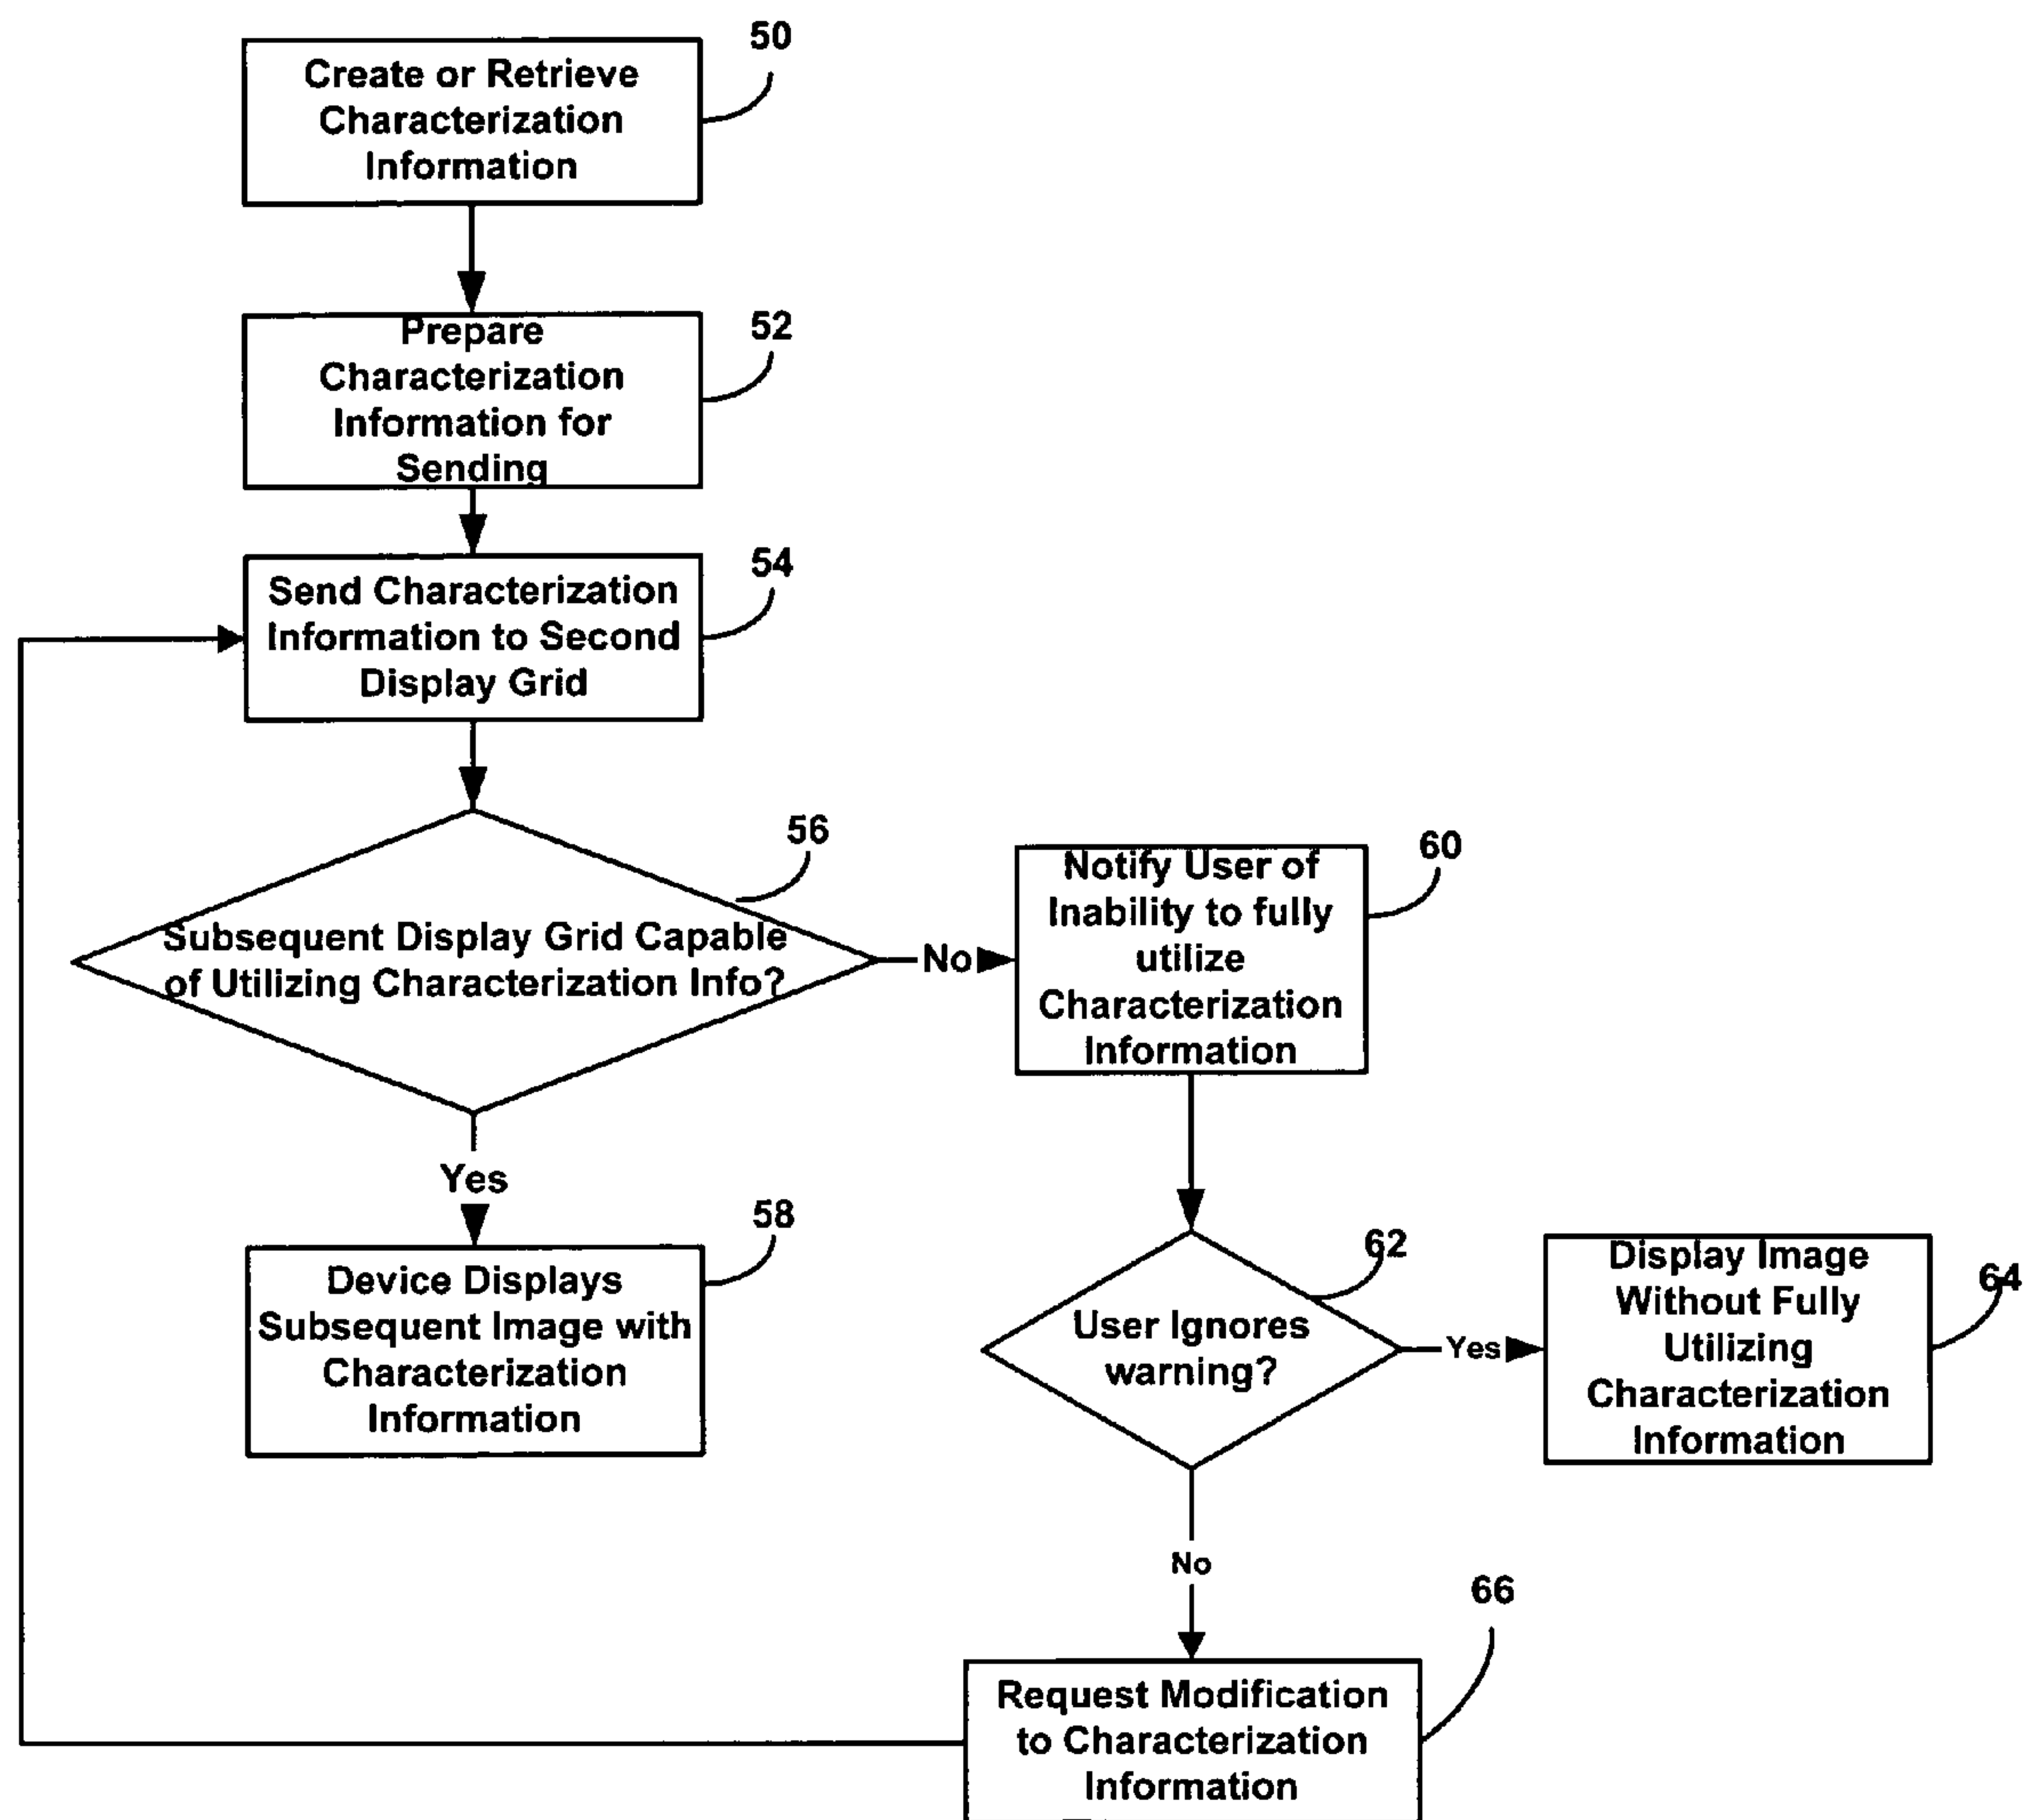 50
Create or Retrieve
Characterization
Information
52
Prepare
Characterization
Information for
Sending
54
Send Characterization
Information to Second
Display Grid
56
Subsequent Display Grid Capable
of Utilizing Characterization Info?
No
60
Notify User of
Inability to fully
utilize
Characterization
Information
Yes
58
Device Displays
Subsequent Image with
Characterization
Information
62
User Ignores
warning?
Yes
64
Display Image
Without Fully
Utilizing
Characterization
Information
No
66
Request Modification
to Characterization
Information